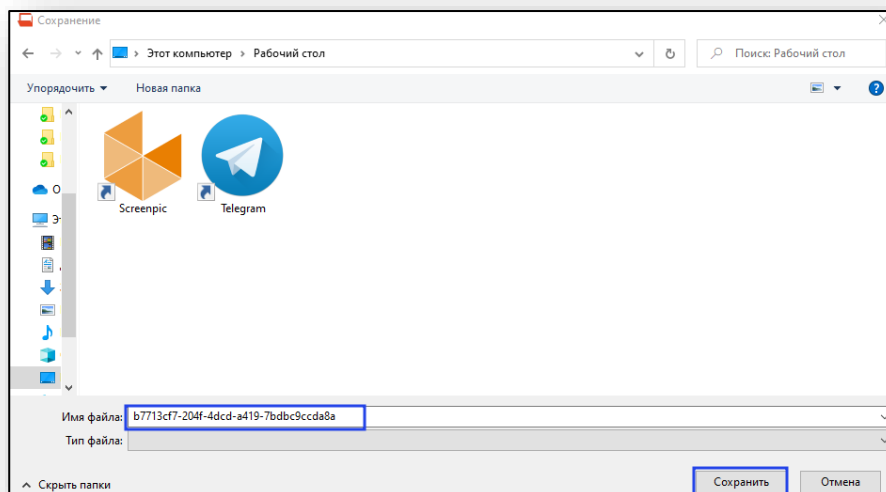 Сохранение
Этот компьютер › Рабочий стол
Поиск: Рабочий стол
Упорядочить Новая папка
Screenpic Telegram
О
Эт
Имя файла: b7713cf7-204f-4dcd-a419-7bdbc9ccda8a
Тип файла:
Скрыть папки Сохранить Отмена